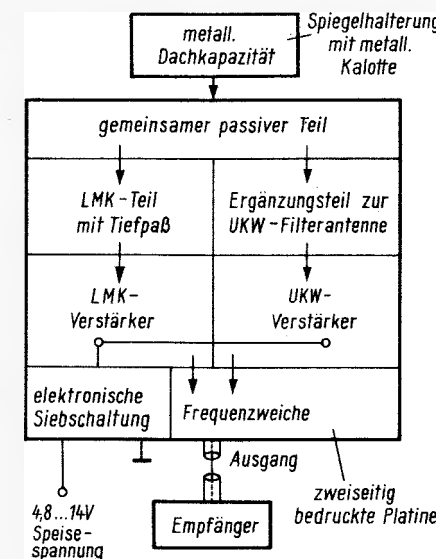 metall.
Dachkapazität
Spiegelhalterung
mit metall.
Kalotte
gemeinsamer passiver Teil
LMK-Teil
mit Tiefpaß
Ergänzungsteil zur
UKW-Filterantenne
LMK-
Verstärker
UKW-
Verstärker
elektronische
Siebschaltung
Frequenzweiche
Ausgang
4,8...14V
Speise-
spannung
Empfänger
zweiseitig
bedruckte Platine